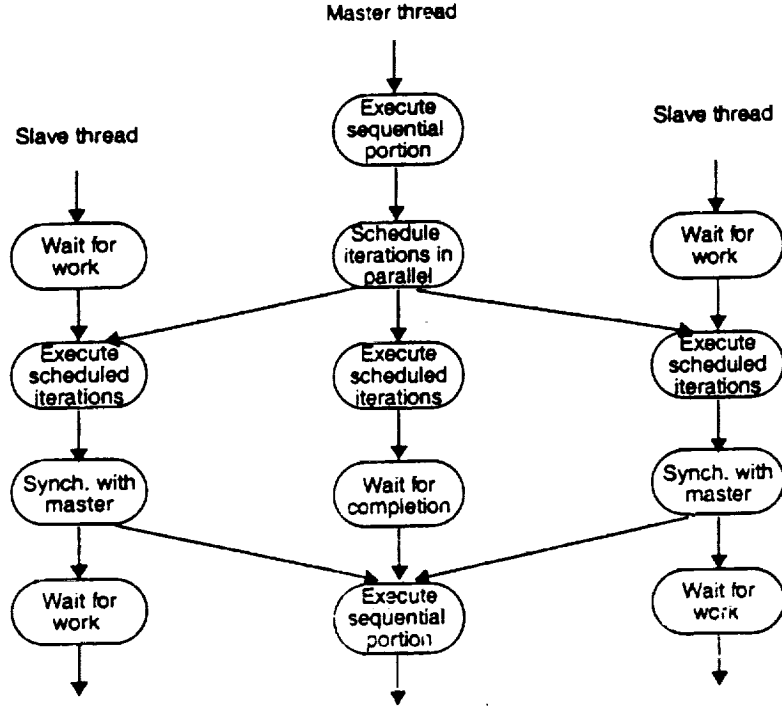 Master thread
Execute
sequential
portion
Slave thread
Slave thread
Wait for
work
Schedule
iterations in
parallel
Wait for
work
Execute
scheduled
iterations
Execute
scheduled
iterations
Execute
scheduled
iterations
Synch. with
master
Wait for
completion
Synch. with
master
Wait for
work
Execute
sequential
portion
Wait for
work